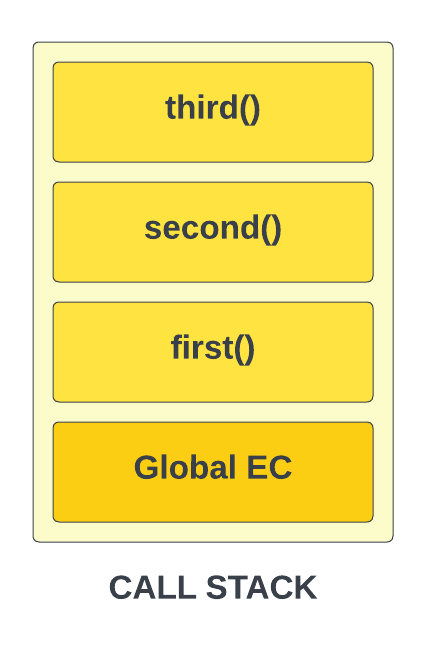 third()
second()
first()
Global EC
CALL STACK